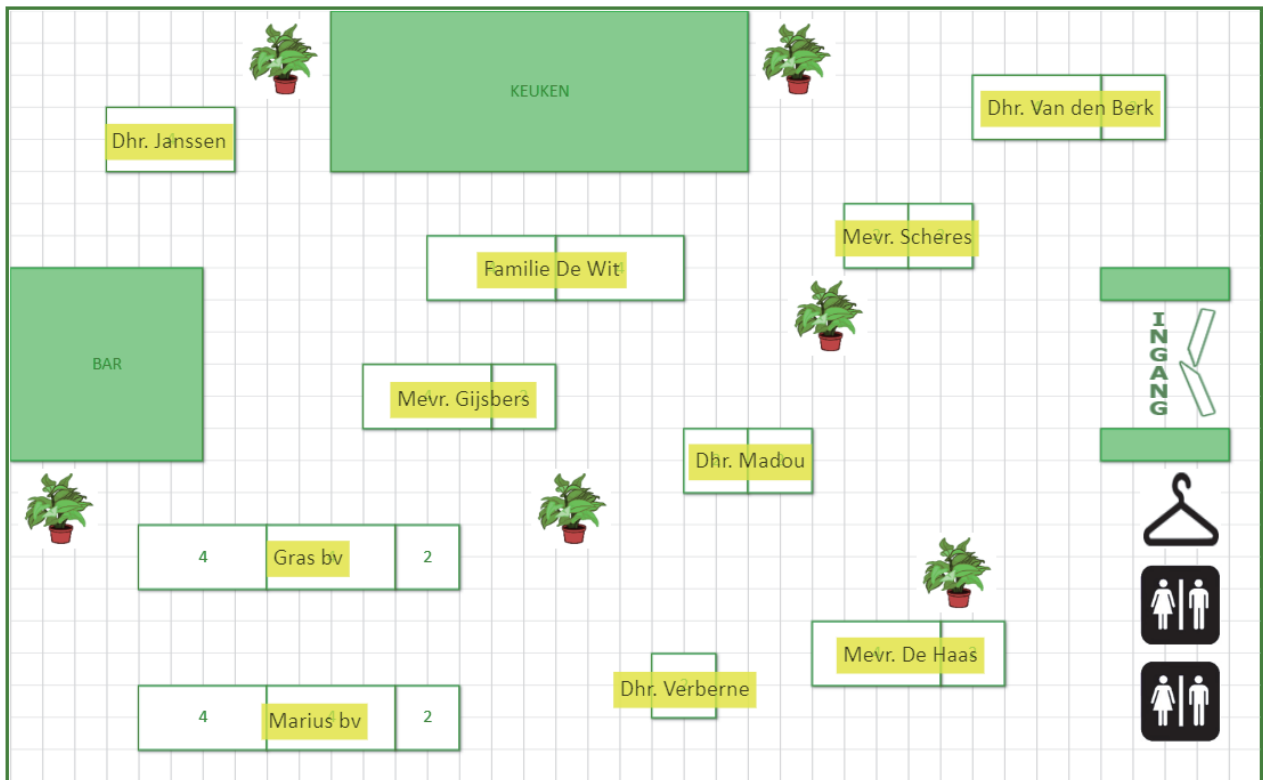 KEUKEN
Dhr. Van den Berk
Dhr. Janssen
Mevr. Scheres
Familie De Wit
BAR
INGANG
Mevr. Gijsbers
Dhr. Madou
4
Gras bv
2
Mevr. De Haas
Dhr. Verberne
4
Marius bv
2